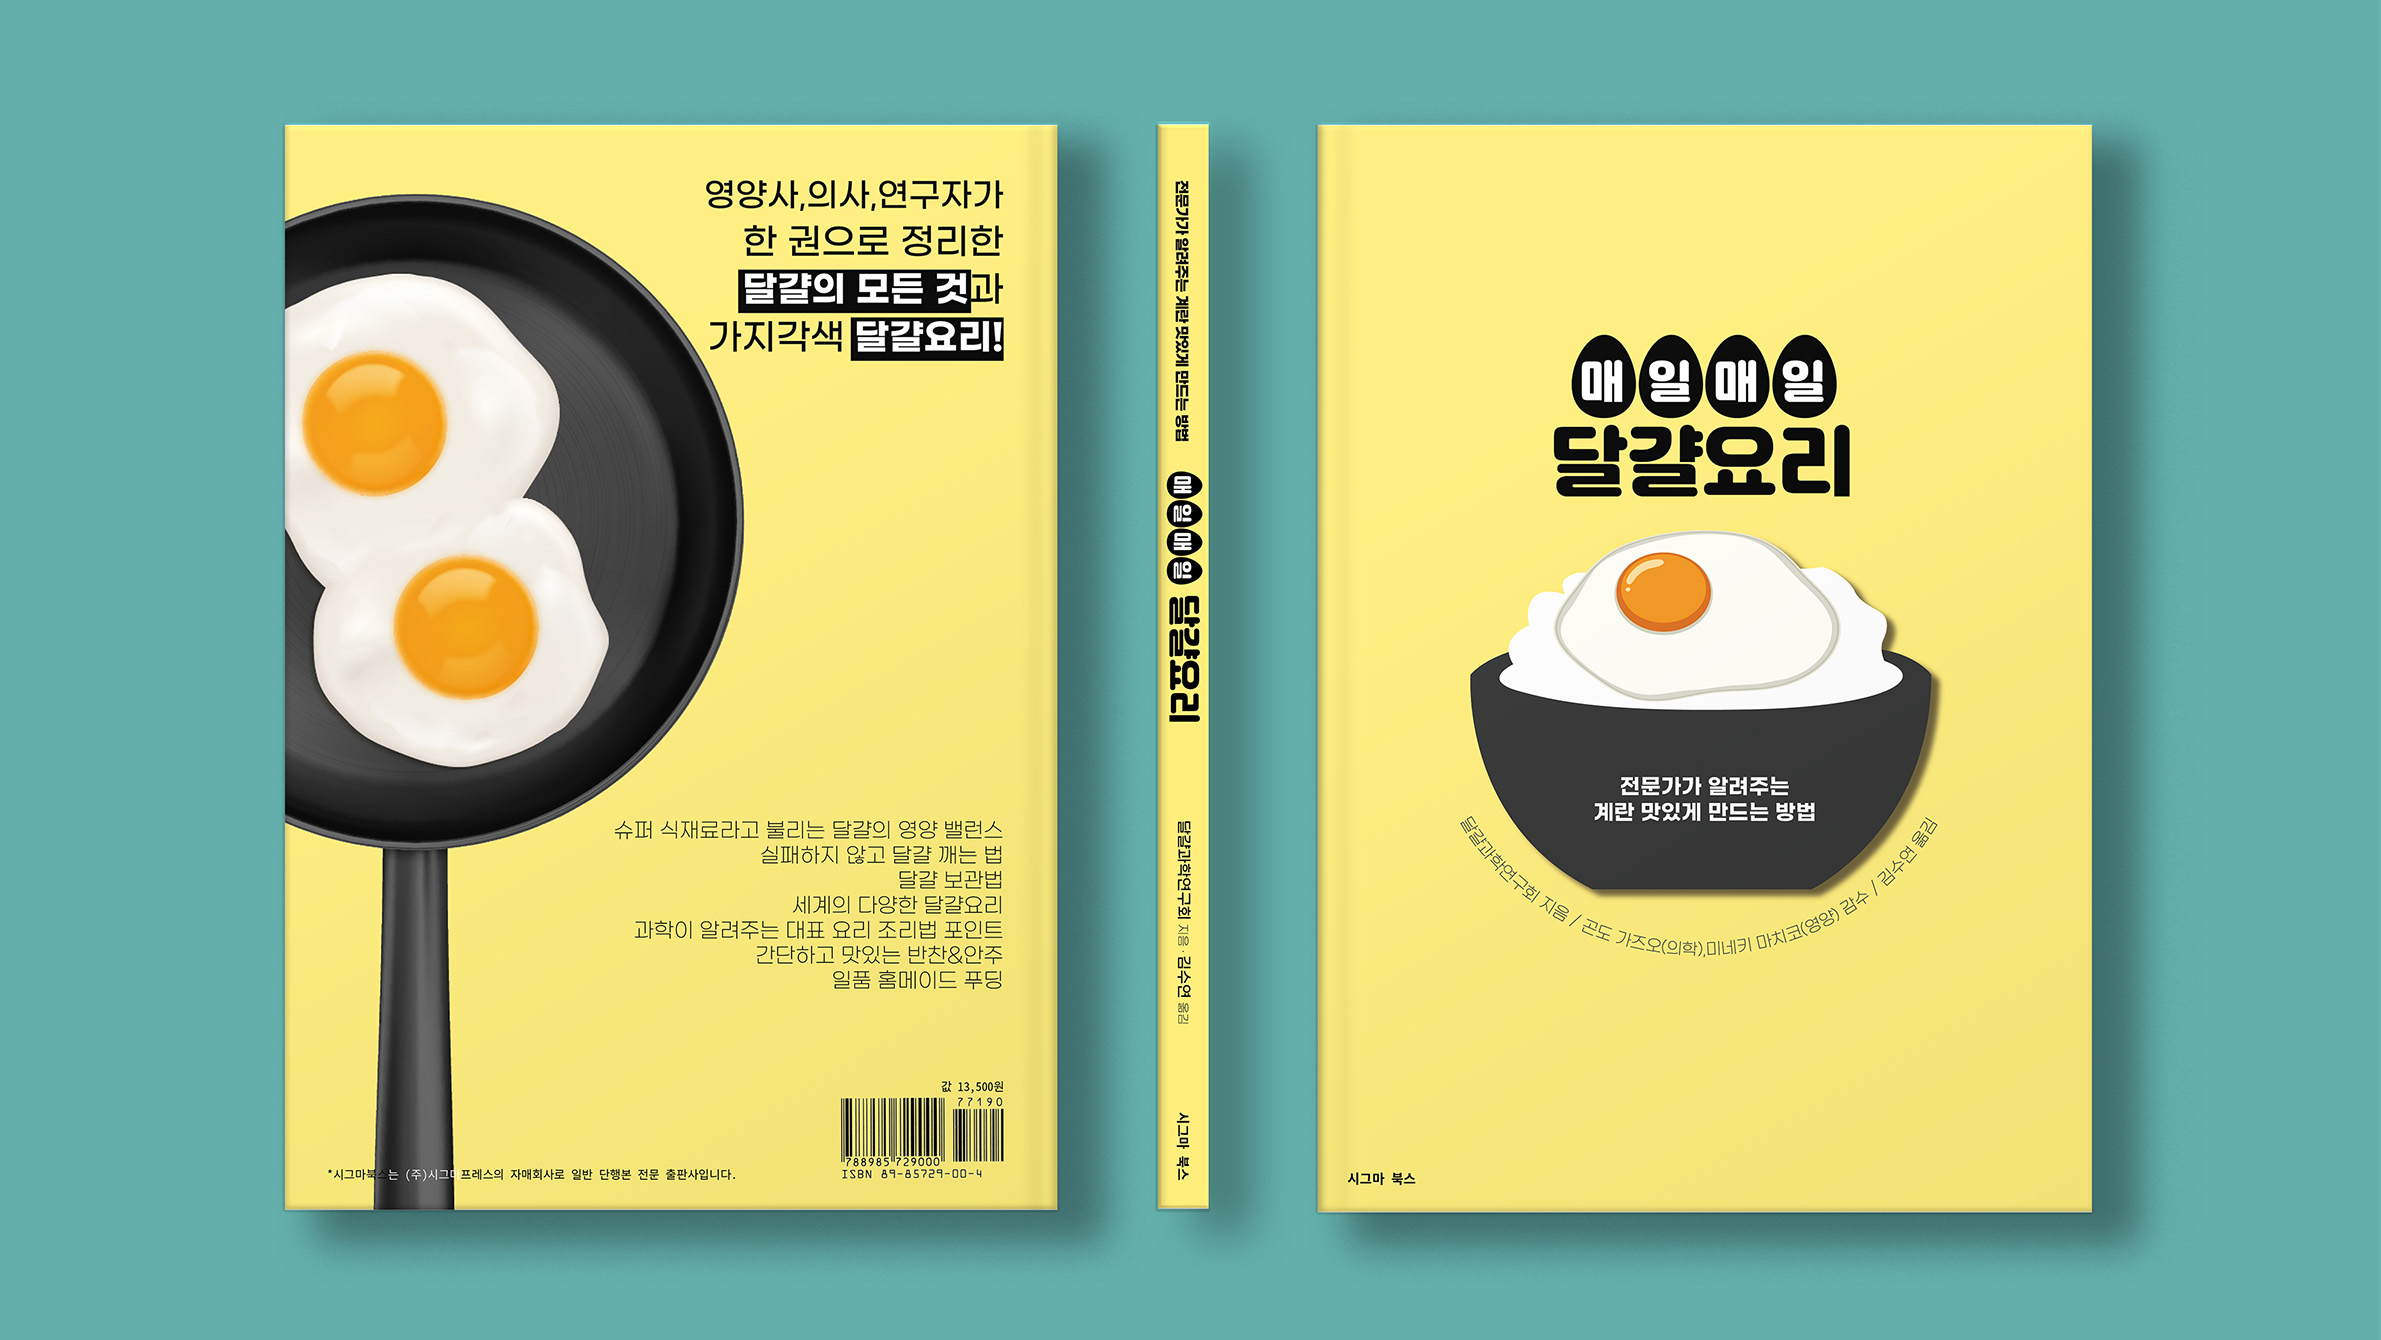 영양사,의사,연구자가
한 권으로 정리한
달걀의 모든 것과
가지각색 달걀요리!
슈퍼 식재료라고 불리는 달걀의 영양 밸런스
실패하지 않고 달걀 깨는 법
달걀 보관법
세계의 다양한 달걀요리
과학이 알려주는 대표 요리 조리법 포인트
간단하고 맛있는 반찬&안주
일품 홈메이드 푸딩
값 13,500원
77190
788985 729000
ISBN 89-85729-00-4
*시그마북스는 (주)시그마프레스의 자매회사로 일반 단행본 전문 출판사입니다.
전문가가 알려주는 계란 맛있게 만드는 방법
매일매일 달걀요리
달걀과학연구회 지음 · 김수연 옮김
시그마 북스
매일매일
달걀요리
전문가가 알려주는
계란 맛있게 만드는 방법
달걀과학연구회 지음 / 곤도 가즈오(의학),미네키 마치코(영양) 감수 / 김수연 옮김
시그마 북스